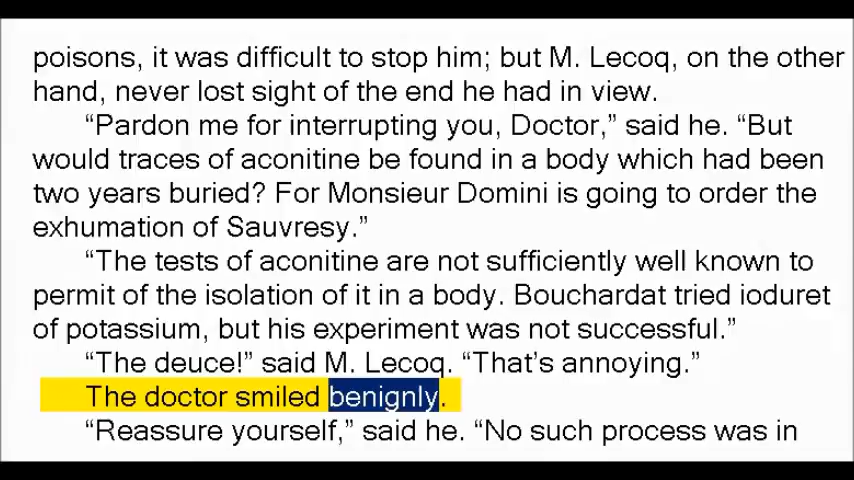 poisons, it was difficult to stop him; but M. Lecoq, on the other
hand, never lost sight of the end he had in view.
“Pardon me for interrupting you, Doctor,” said he. “But
would traces of aconitine be found in a body which had been
two years buried? For Monsieur Domini is going to order the
exhumation of Sauvresy.”
“The tests of aconitine are not sufficiently well known to
permit of the isolation of it in a body. Bouchardat tried ioduret
of potassium, but his experiment was not successful.”
“The deuce!” said M. Lecoq. “That’s annoying.”
The doctor smiled benignly.
“Reassure yourself,” said he. “No such process was in